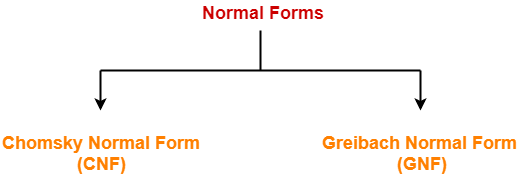 Normal Forms
Chomsky Normal Form
(CNF)
Greibach Normal Form
(GNF)